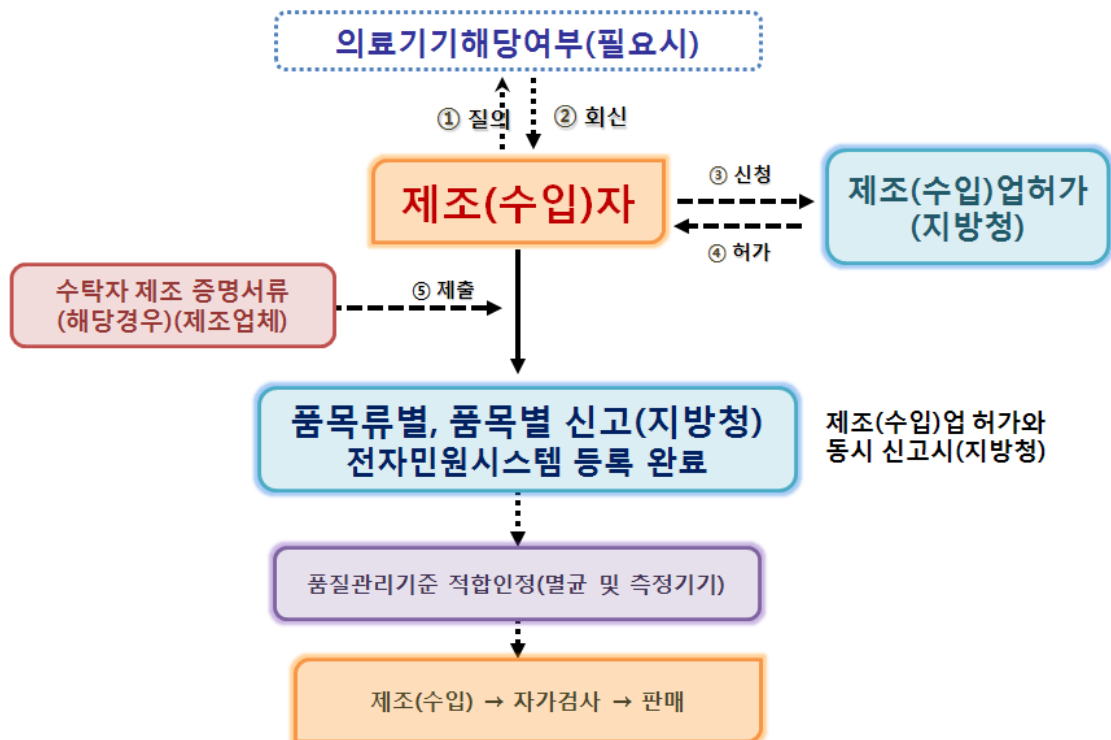 의료기기해당여부(필요시)
① 질의
② 회신
제조(수입)자
③ 신청
④ 허가
제조(수입)업허가
(지방청)
수탁자 제조 증명서류
(해당경우)(제조업체)
⑤ 제출
품목류별, 품목별 신고(지방청)
전자민원시스템 등록 완료
제조(수입)업 허가와
동시 신고시(지방청)
품질관리기준 적합인정(멸균 및 측정기기)
제조(수입) → 자가검사 → 판매